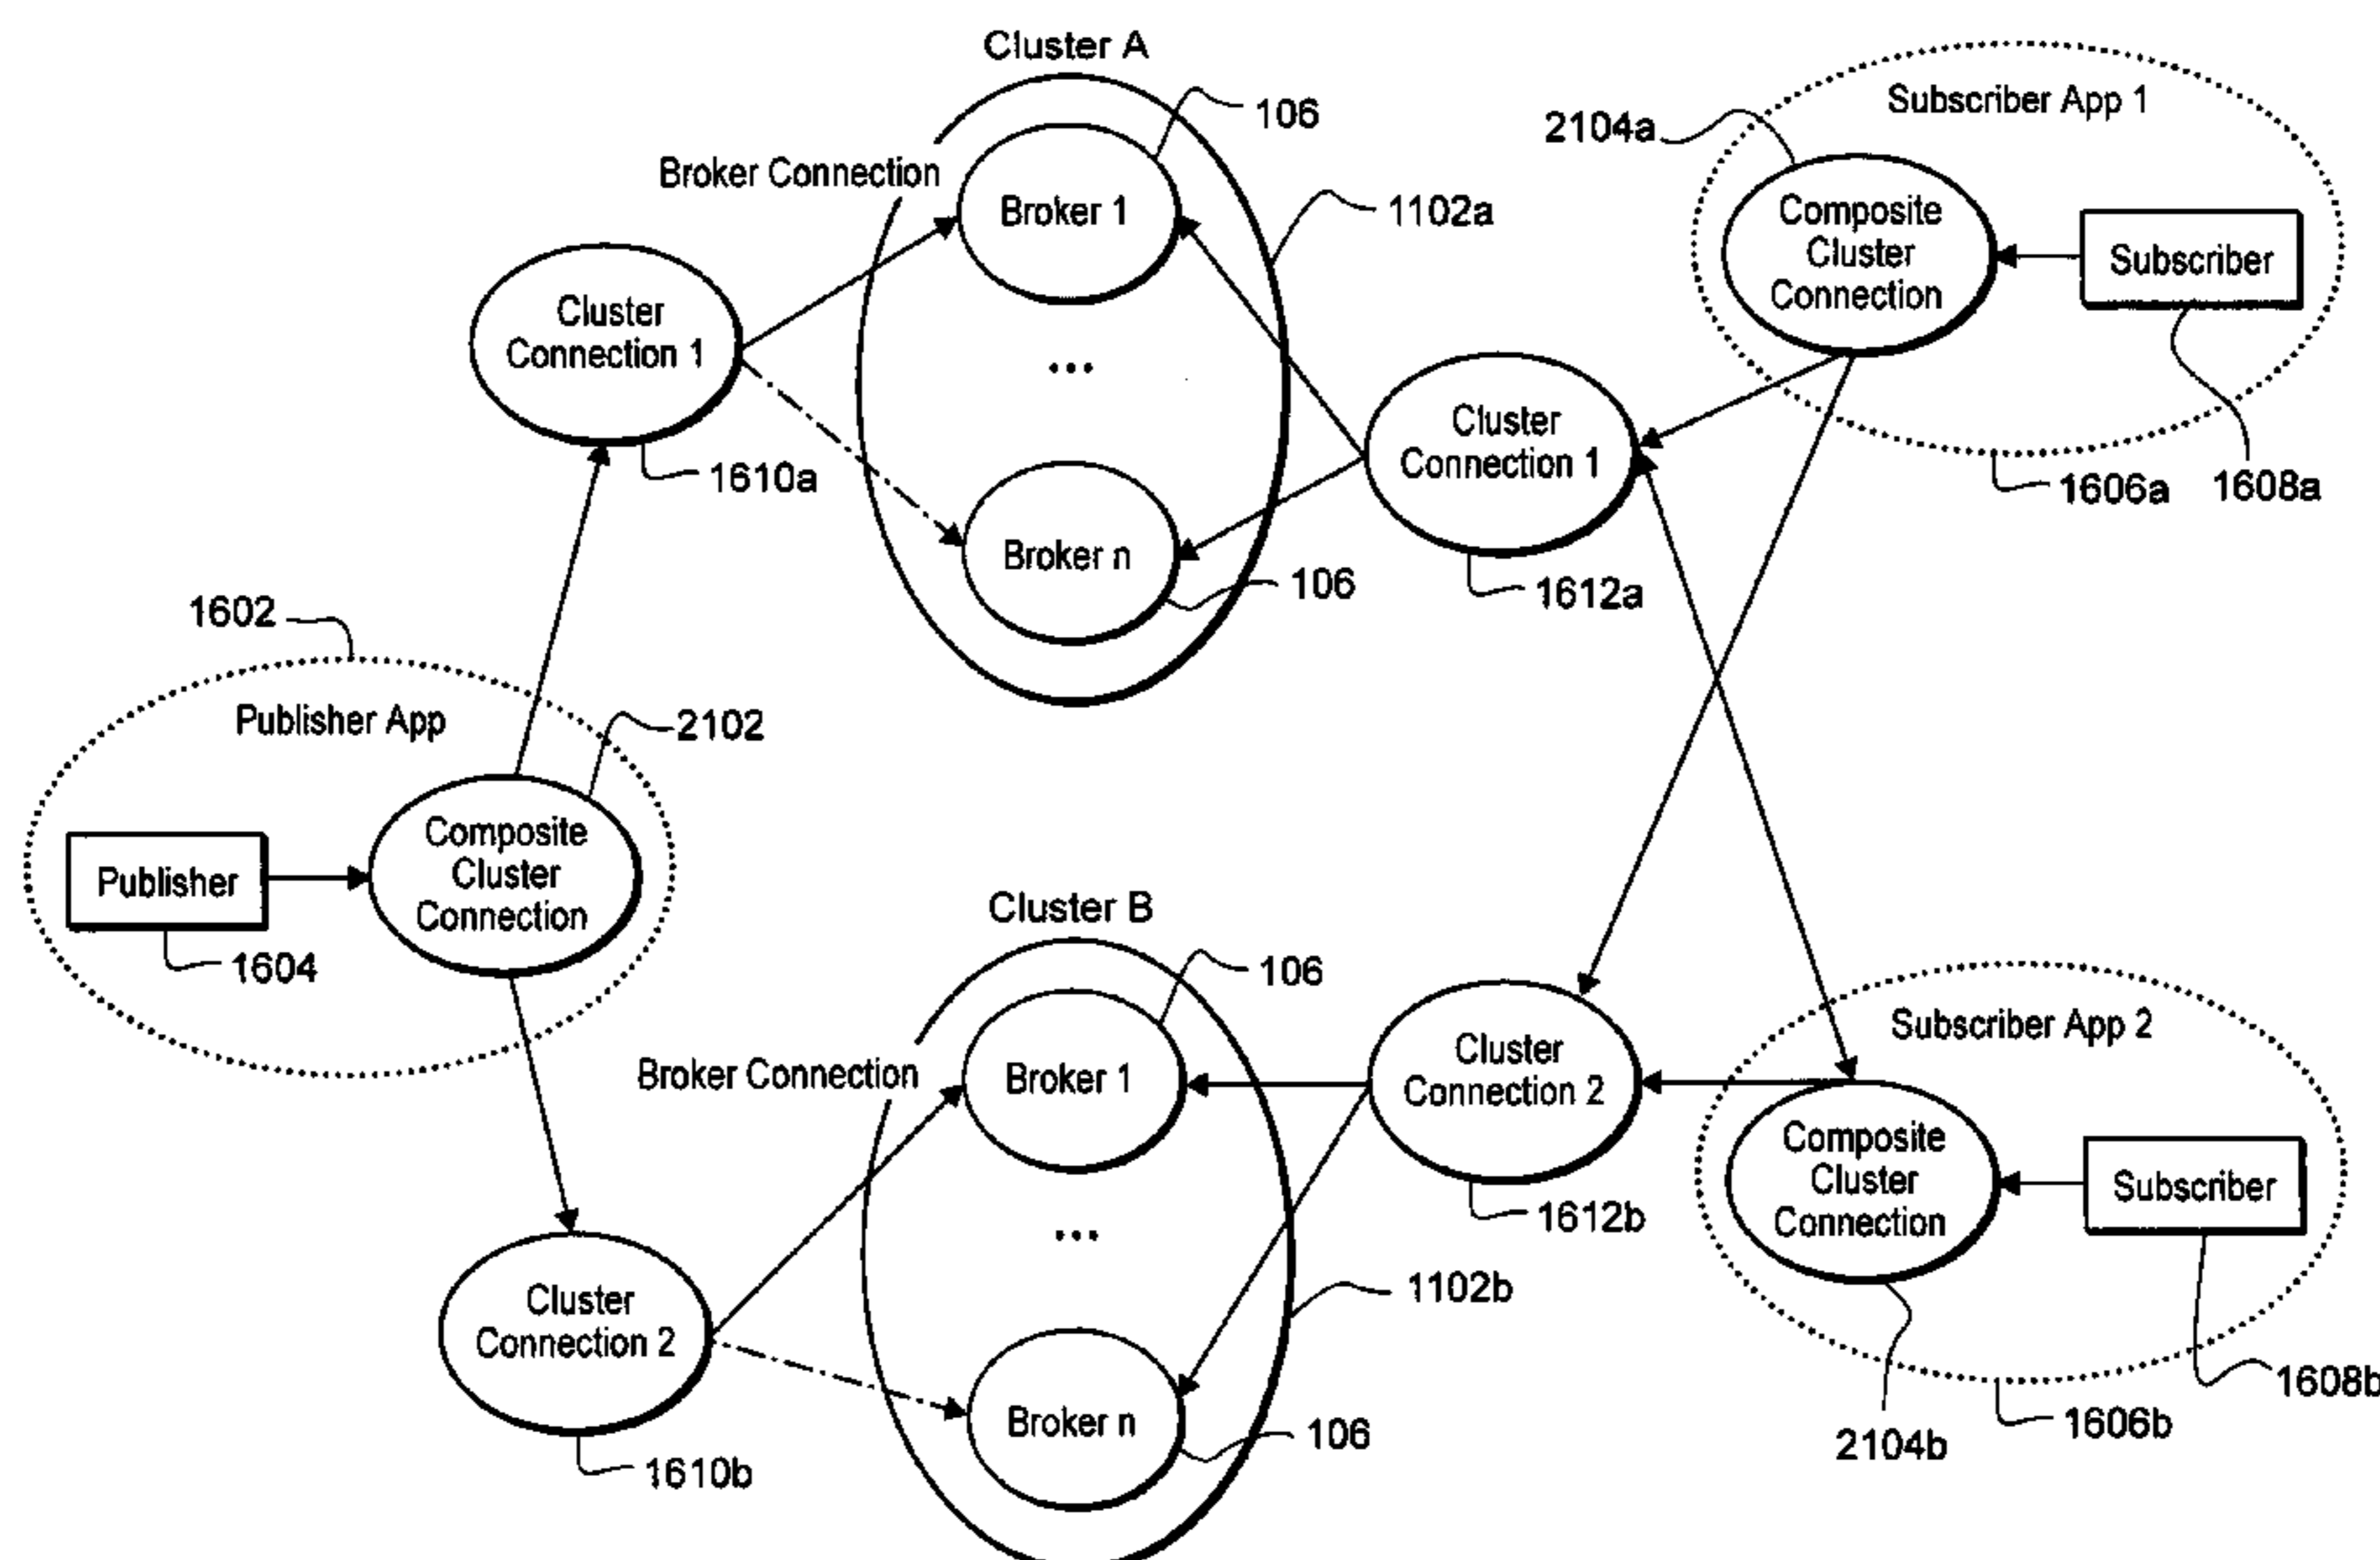 Cluster A
106
Subscriber App 1
2104a
Broker Connection
Broker 1
1102a
Composite
Cluster
Connection
Subscriber
Cluster
Connection 1
...
Cluster
Connection 1
1610a
1606a
1608a
Broker n
106
1612a
1602
Publisher App
2102
Composite
Cluster
Connection
Publisher
1604
Cluster B
106
Subscriber App 2
Broker Connection
Broker 1
Cluster
Connection 2
Composite
Cluster
Connection
Subscriber
1612b
...
1102b
Cluster
Connection 2
1608b
Broker n
106
1606b
2104b
1610b